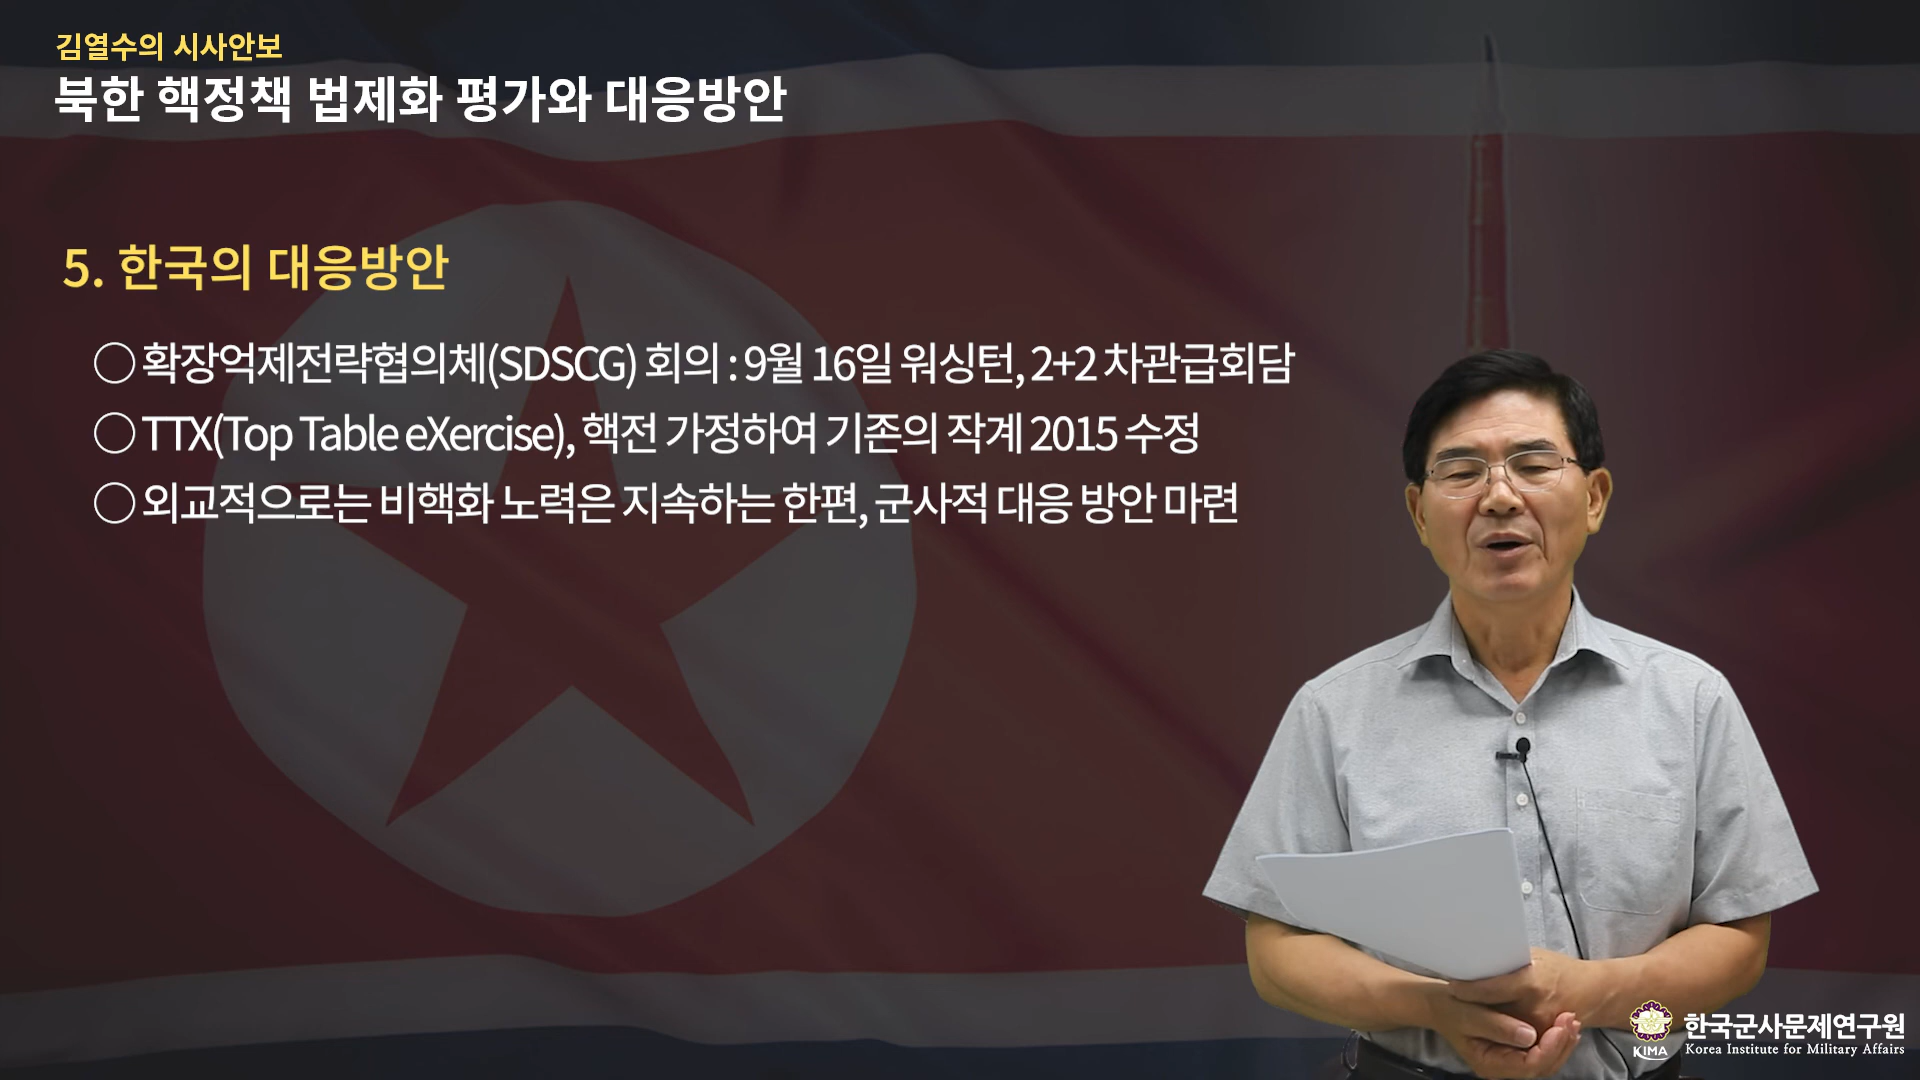 김열수의 시사안보
북한 핵정책 법제화 평가와 대응방안
5. 한국의 대응방안
○ 확장억제전략협의체(SDSCG) 회의 : 9월 16일 워싱턴, 2+2 차관급회담
○ TTX(Top Table eXercise), 핵전 가정하여 기존의 작계 2015 수정
○ 외교적으로는 비핵화 노력은 지속하는 한편, 군사적 대응 방안 마련
KIMA
한국군사문제연구원
Korea Institute for Military Affairs